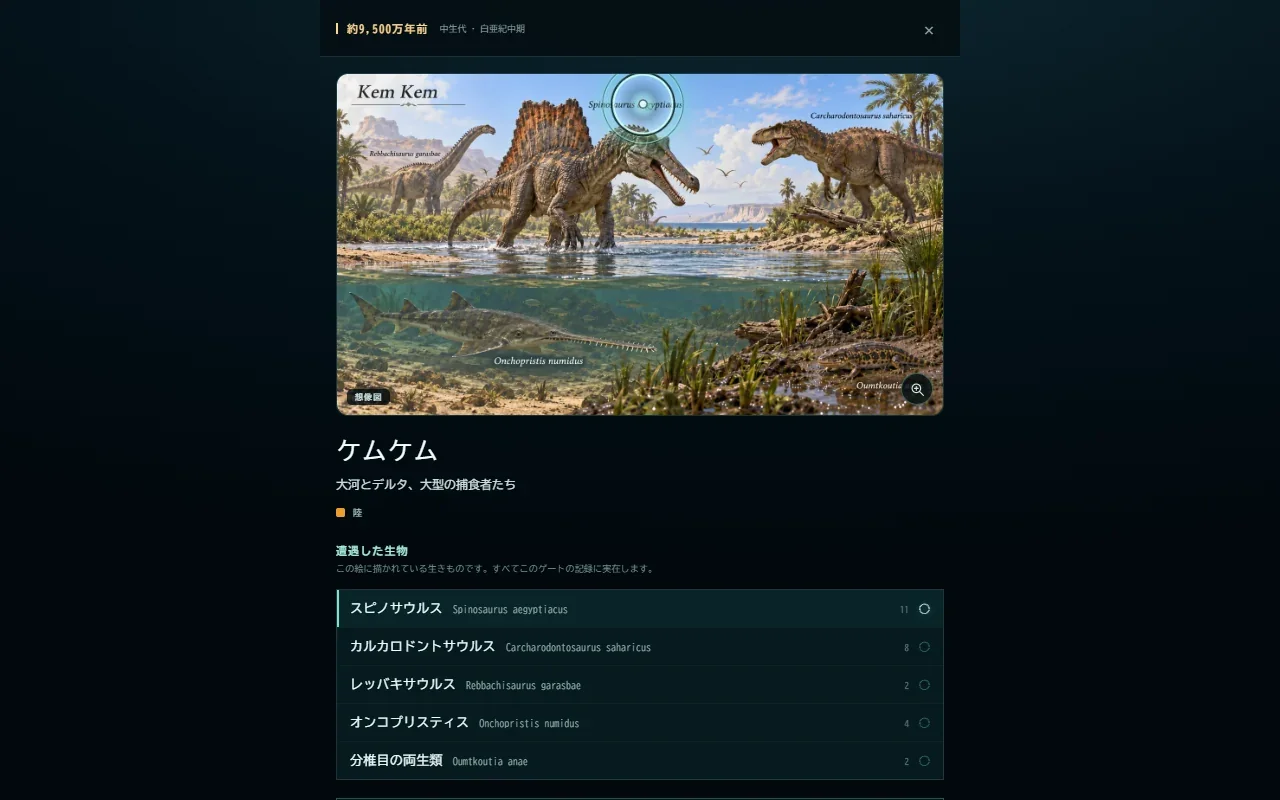 約9,500万年前 中生代 · 白亜紀中期
Kem Kem
Spinosaurus aegyptiacus
Carcharodontosaurus saharicus
Rebbachisaurus garasbae
Onchopristis numidus
Oumtkoutia
想像図
ケムケム
大河とデルタ、大型の捕食者たち
陸
遭遇した生物
この絵に描かれている生きものです。すべてこのゲートの記録に実在します。
スピノサウルス Spinosaurus aegyptiacus 11
カルカロドントサウルス Carcharodontosaurus saharicus 8
レッバキサウルス Rebbachisaurus garasbae 2
オンコプリスティス Onchopristis numidus 4
分椎目の両生類 Oumtkoutia anae 2